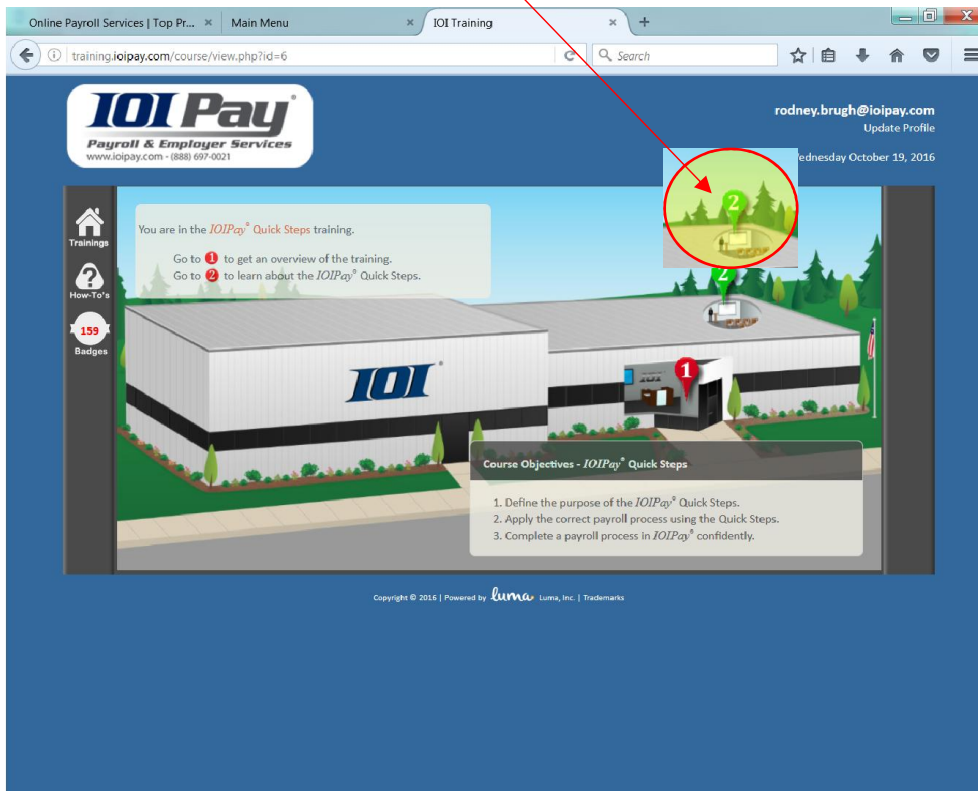 Online Payroll Services | Top Pr...
Main Menu
IOI Training
training.ioipay.com/course/view.php?id=6
Search
IOI Pay®
Payroll & Employer Services
www.ioipay.com - (888) 697-0021
rodney.brugh@ioipay.com
Update Profile
Wednesday October 19, 2016
Trainings
How-To's
159
Badges
You are in the IOIPay® Quick Steps training.
Go to 1 to get an overview of the training.
Go to 2 to learn about the IOIPay® Quick Steps.
2
2
IOI
IOI
1
Course Objectives - IOIPay® Quick Steps
1. Define the purpose of the IOIPay® Quick Steps.
2. Apply the correct payroll process using the Quick Steps.
3. Complete a payroll process in IOIPay® confidently.
Copyright © 2016 | Powered by luma Luma, Inc. | Trademarks